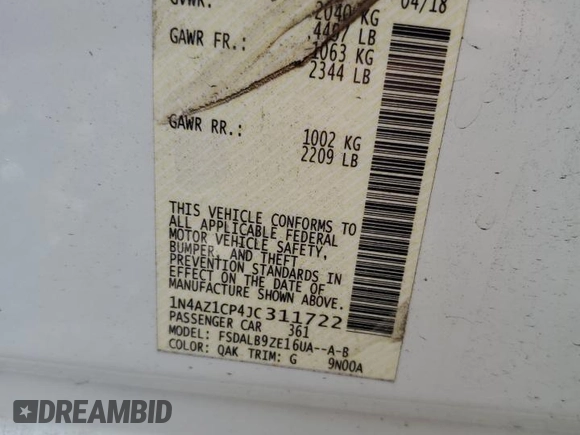 GVWR: 04/18
2040 KG
4497 LB
GAWR FR.: 1063 KG
2344 LB
GAWR RR.: 1002 KG
2209 LB
THIS VEHICLE CONFORMS TO
ALL APPLICABLE FEDERAL
MOTOR VEHICLE SAFETY,
BUMPER, AND THEFT
PREVENTION STANDARDS IN
EFFECT ON THE DATE OF
MANUFACTURE SHOWN ABOVE.
1N4AZ1CP4JC311722
PASSENGER CAR 361
MODEL: FSDALB9ZE16UA--A-B
COLOR: QAK TRIM: G 9N00A
DREAMBID